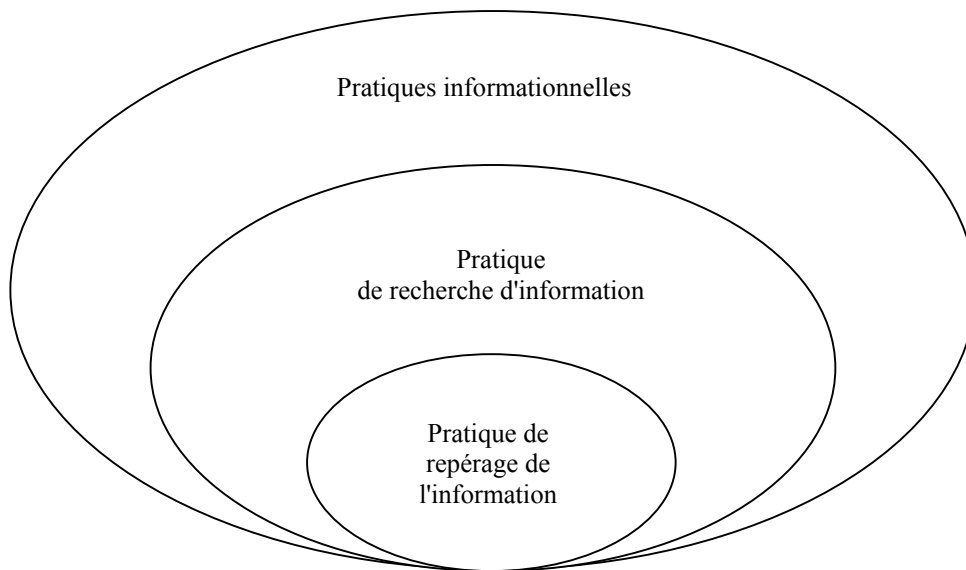 Pratiques informationnelles
Pratique
de recherche d'information
Pratique de
repérage de
l'information